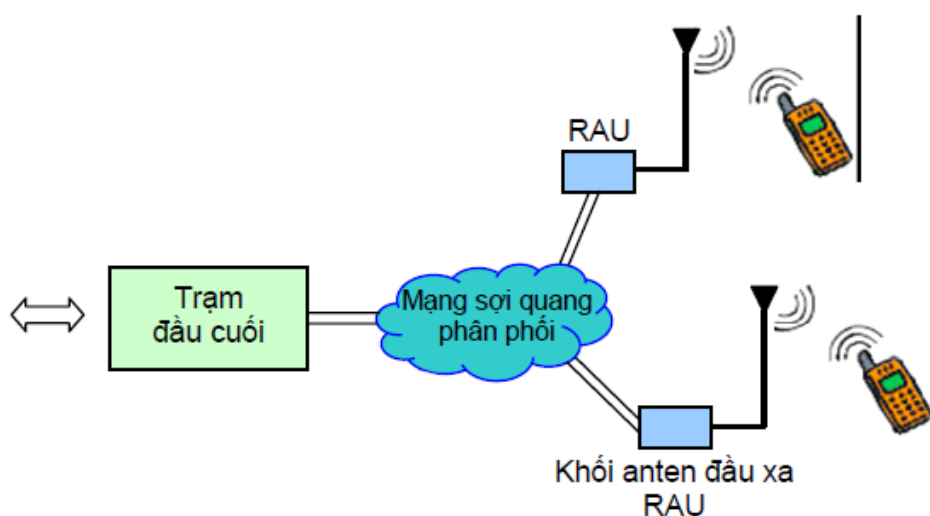 RAU
Trạm
đầu cuối
Mạng sợi quang
phân phối
Khối anten đầu xa
RAU